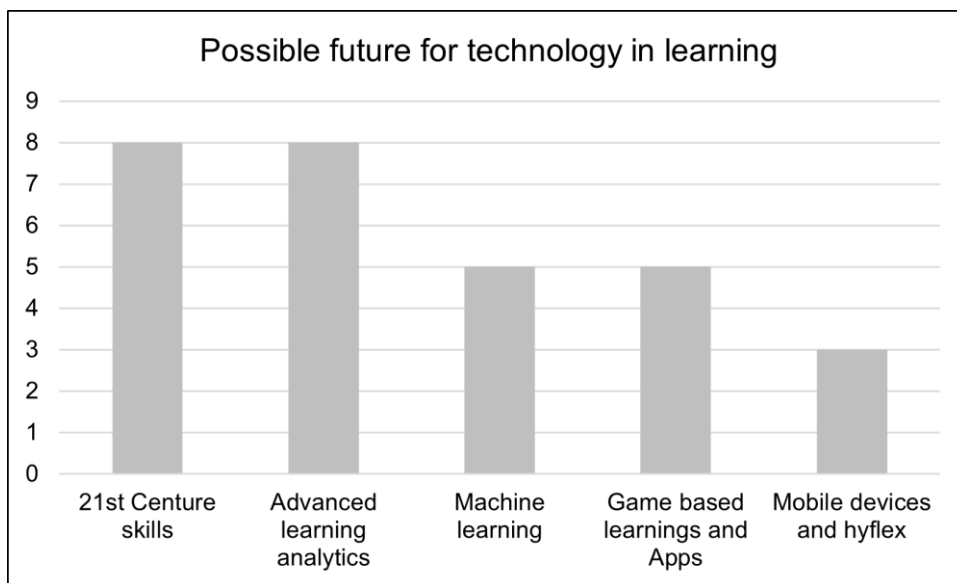 Possible future for technology in learning
9
8
7
6
5
4
3
2
1
0
21st Centure
skills
Advanced
learning
analytics
Machine
learning
Game based
learnings and
Apps
Mobile devices
and hyflex